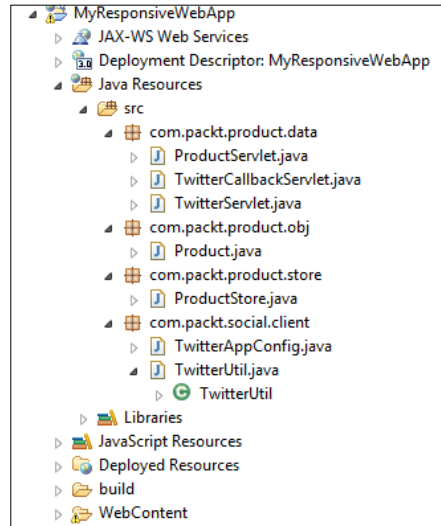 MyResponsiveWebApp
JAX-WS Web Services
3.0 Deployment Descriptor: MyResponsiveWebApp
Java Resources
src
com.packt.product.data
J ProductServlet.java
J TwitterCallbackServlet.java
J TwitterServlet.java
com.packt.product.obj
J Product.java
com.packt.product.store
J ProductStore.java
com.packt.social.client
J TwitterAppConfig.java
J TwitterUtil.java
C TwitterUtil
Libraries
JavaScript Resources
Deployed Resources
build
WebContent